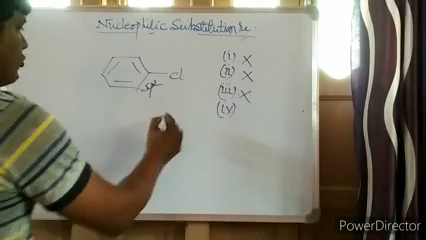 Nucleophilic Substitution Re.
(i) X
(ii) X
(iii) X
(iv)
Cl
sp²
PowerDirector